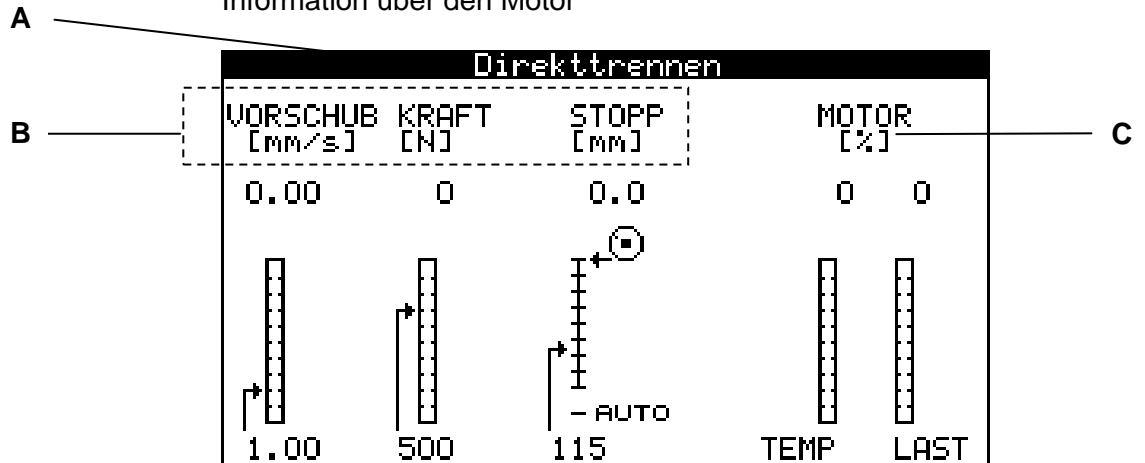 Information über den Motor
A
Direkttrennen
VORSCHUB KRAFT STOPP MOTOR
B [mm/s] [N] [mm] [%] C
0.00 0 0.0 0 0
AUTO
1.00 500 115 TEMP LAST